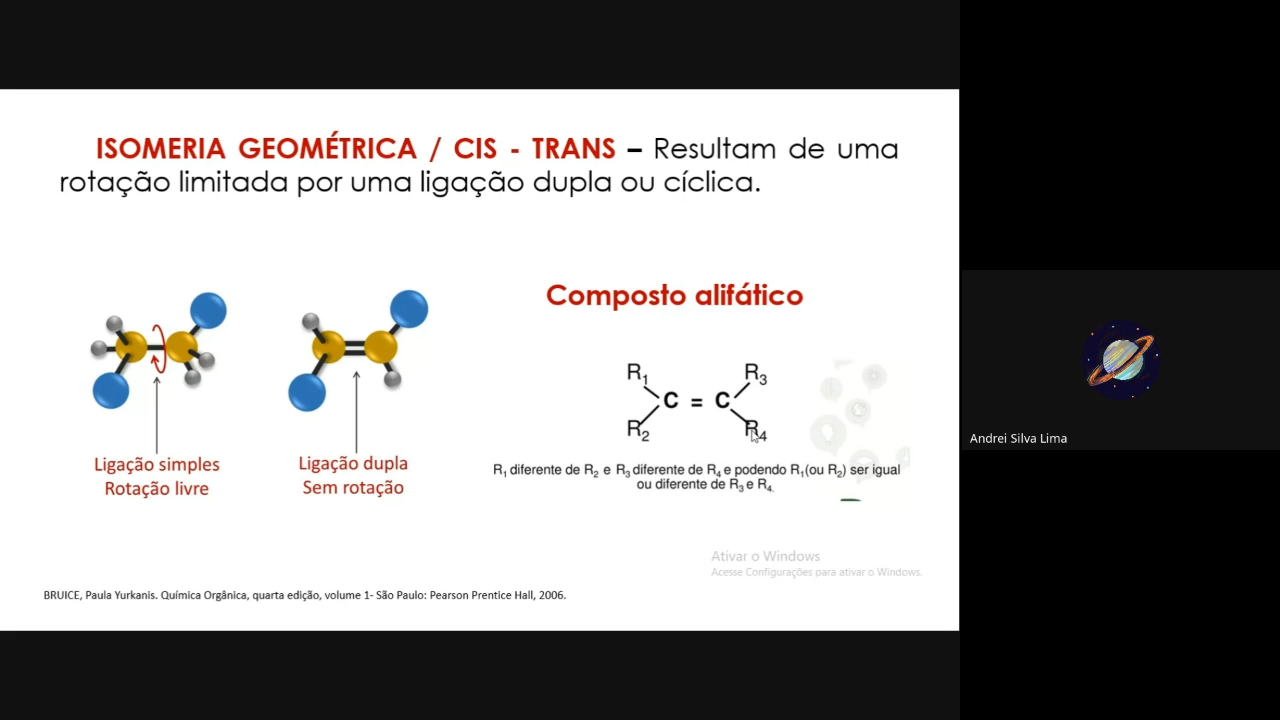 ISOMERIA GEOMÉTRICA / CIS - TRANS – Resultam de uma
rotação limitada por uma ligação dupla ou cíclica.
Composto alifático
R1 R3
C = C
R2 R4
Ligação simples
Rotação livre
Ligação dupla
Sem rotação
R1 diferente de R2 e R3 diferente de R4 e podendo R1(ou R2) ser igual
ou diferente de R3 e R4.
Ativar o Windows
Acesse Configurações para ativar o Windows.
BRUICE, Paula Yurkanis. Química Orgânica, quarta edição, volume 1- São Paulo: Pearson Prentice Hall, 2006.
Andrei Silva Lima